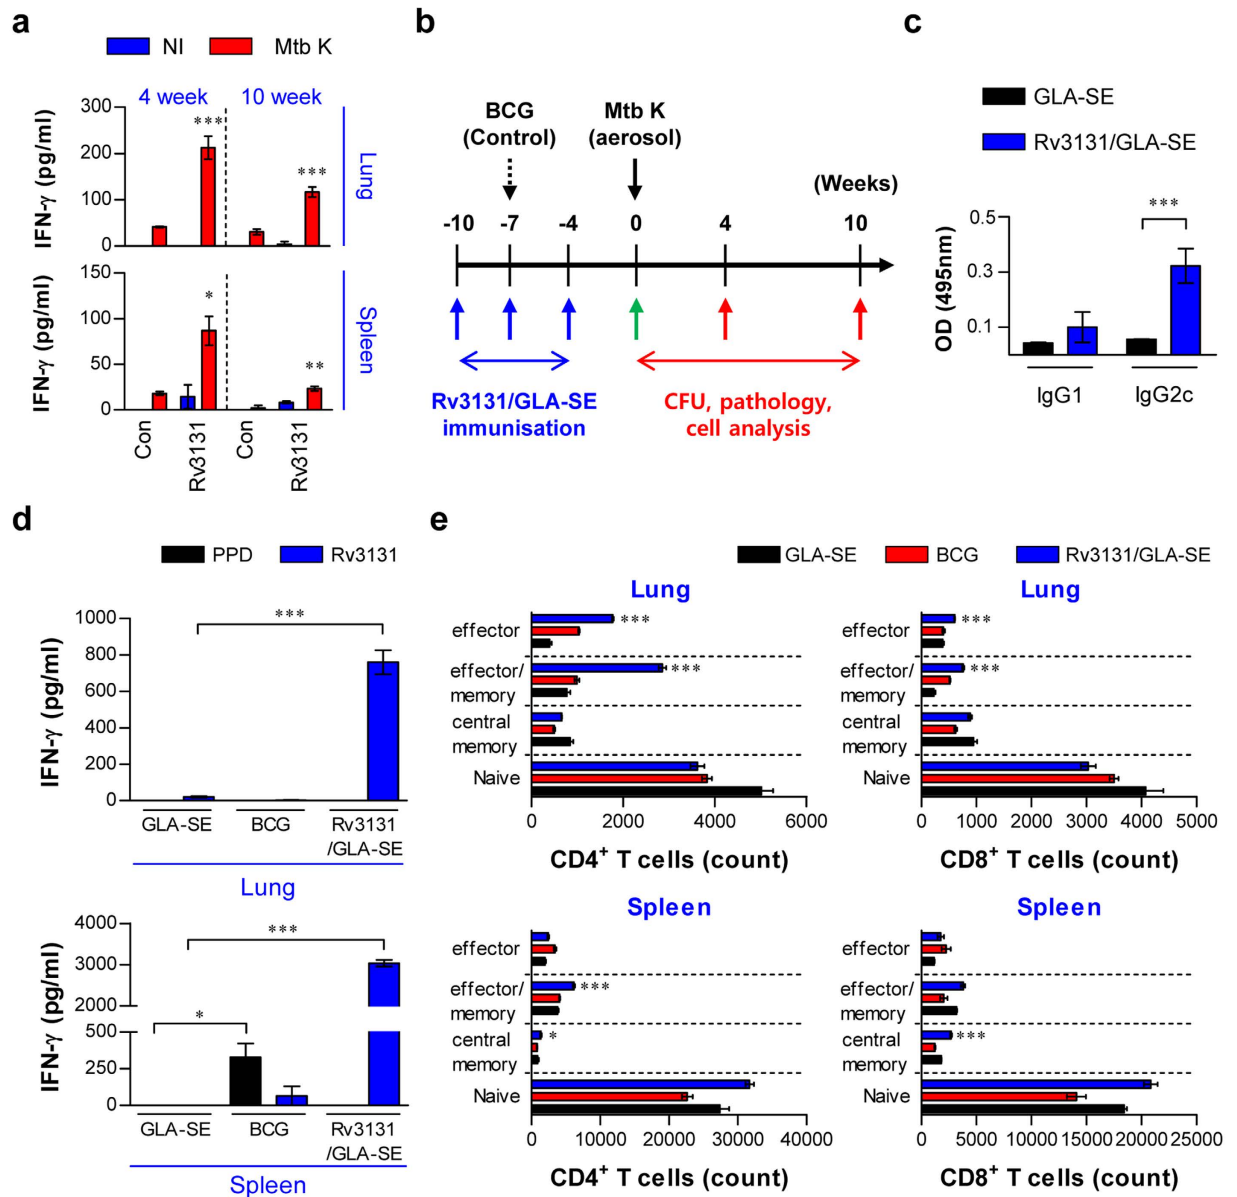 a
NI
Mtb K
4 week
10 week
IFN-γ (pg/ml)
300
200
100
0
***
***
Lung
IFN-γ (pg/ml)
150
100
50
0
*
**
Spleen
Con
Rv3131
Con
Rv3131
b
BCG
(Control)
Mtb K
(aerosol)
(Weeks)
-10
-7
-4
0
4
10
Rv3131/GLA-SE
immunisation
CFU, pathology,
cell analysis
c
GLA-SE
Rv3131/GLA-SE
***
OD (495nm)
0.5
0.3
0.1
IgG1
IgG2c
d
PPD
Rv3131
IFN-γ (pg/ml)
1000
800
600
400
200
0
***
GLA-SE
BCG
Rv3131
/GLA-SE
Lung
IFN-γ (pg/ml)
4000
3000
2000
500
250
0
***
*
GLA-SE
BCG
Rv3131
/GLA-SE
Spleen
e
GLA-SE
BCG
Rv3131/GLA-SE
Lung
effector
***
effector/
memory
***
central
memory
Naive
0
2000
4000
6000
CD4+ T cells (count)
Lung
effector
***
effector/
memory
***
central
memory
Naive
0
1000
2000
3000
4000
5000
CD8+ T cells (count)
Spleen
effector
effector/
memory
***
central
memory
*
Naive
0
10000
20000
30000
40000
CD4+ T cells (count)
Spleen
effector
effector/
memory
central
memory
***
Naive
0
5000
10000
15000
20000
25000
CD8+ T cells (count)